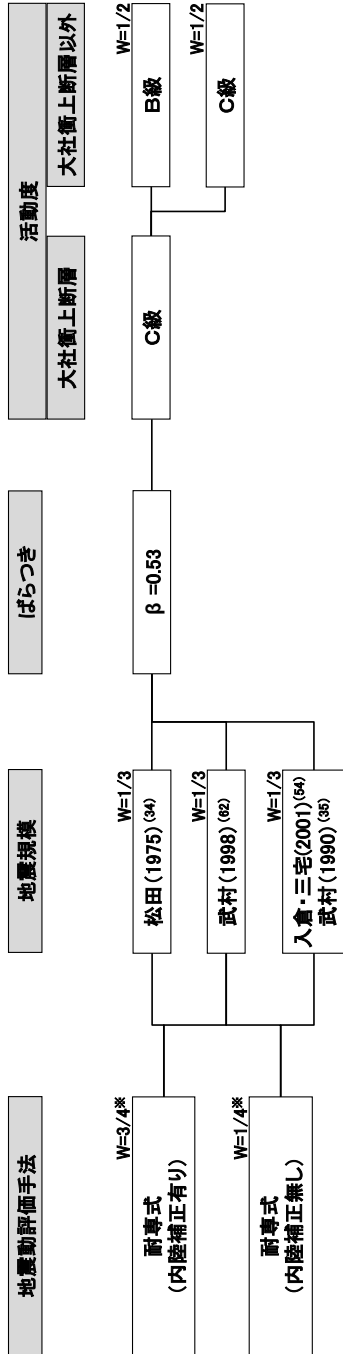 地震動評価手法
地震規模
ばらつき
活動度
大社衝上断層
大社衝上断層以外
W=3/4※
耐専式
(内陸補正有り)
W=1/4※
耐専式
(内陸補正無し)
W=1/3
松田(1975)(34)
W=1/3
武村(1998)(62)
W=1/3
入倉・三宅(2001)(54)
武村(1990)(35)
β =0.53
C級
W=1/2
B級
W=1/2
C級